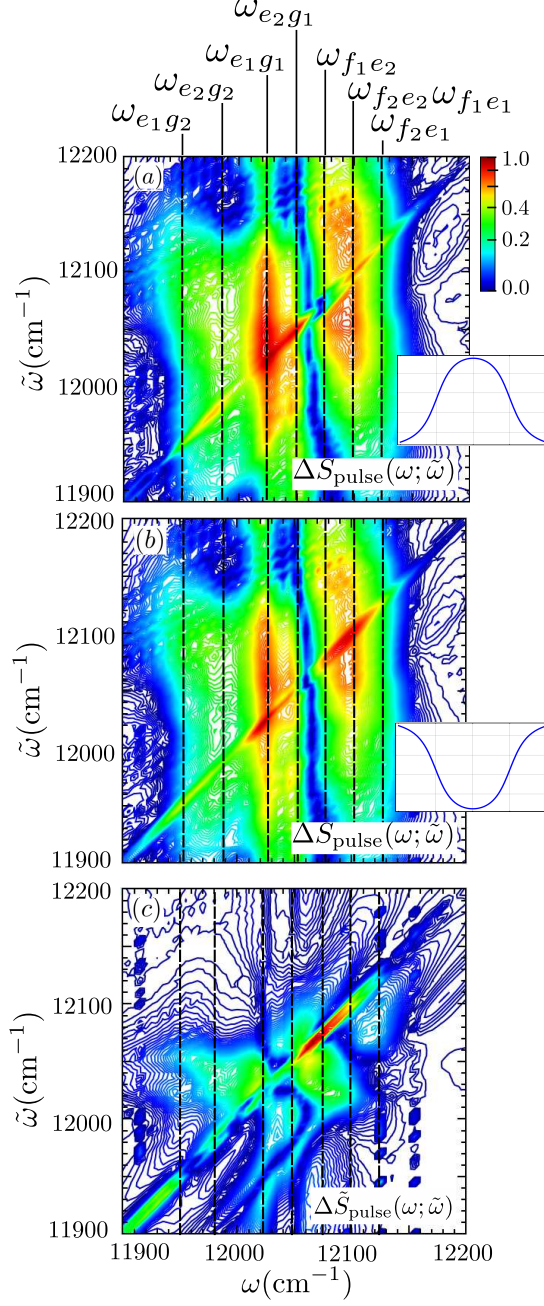 ω_{e_2g_1}
ω_{e_1g_1} ω_{f_1e_2}
ω_{e_2g_2} ω_{f_2e_2} ω_{f_1e_1}
ω_{e_1g_2} ω_{f_2e_1}
12200
(a)
1.0
12100
0.4
0.2
ω̃(cm⁻¹)
0.0
12000
ΔS_{pulse}(ω; ω̃)
11900
12200
(b)
12100
ω̃(cm⁻¹)
12000
ΔS_{pulse}(ω; ω̃)
11900
12200
(c)
12100
ω̃(cm⁻¹)
12000
ΔS̃_{pulse}(ω; ω̃)
11900
11900 12000 12100 12200
ω(cm⁻¹)